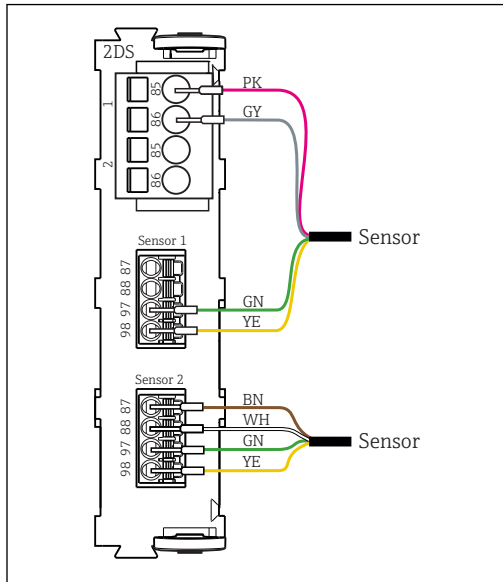 2DS
1
85
PK
86
GY
2
85
86
Sensor
Sensor 1
87
88
97
GN
98
YE
Sensor 2
87
BN
88
WH
97
GN
Sensor
98
YE